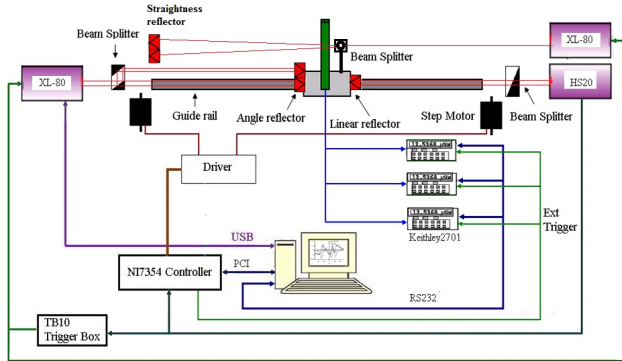 Straightness
reflector
Beam Splitter
XL-80
Beam Splitter
XL-80
HS20
Guide rail
Angle reflector
Linear reflector
Step Motor
Beam Splitter
Driver
Keithley2701
Ext
Trigger
USB
PCI
NI7354 Controller
RS232
TB10
Trigger Box